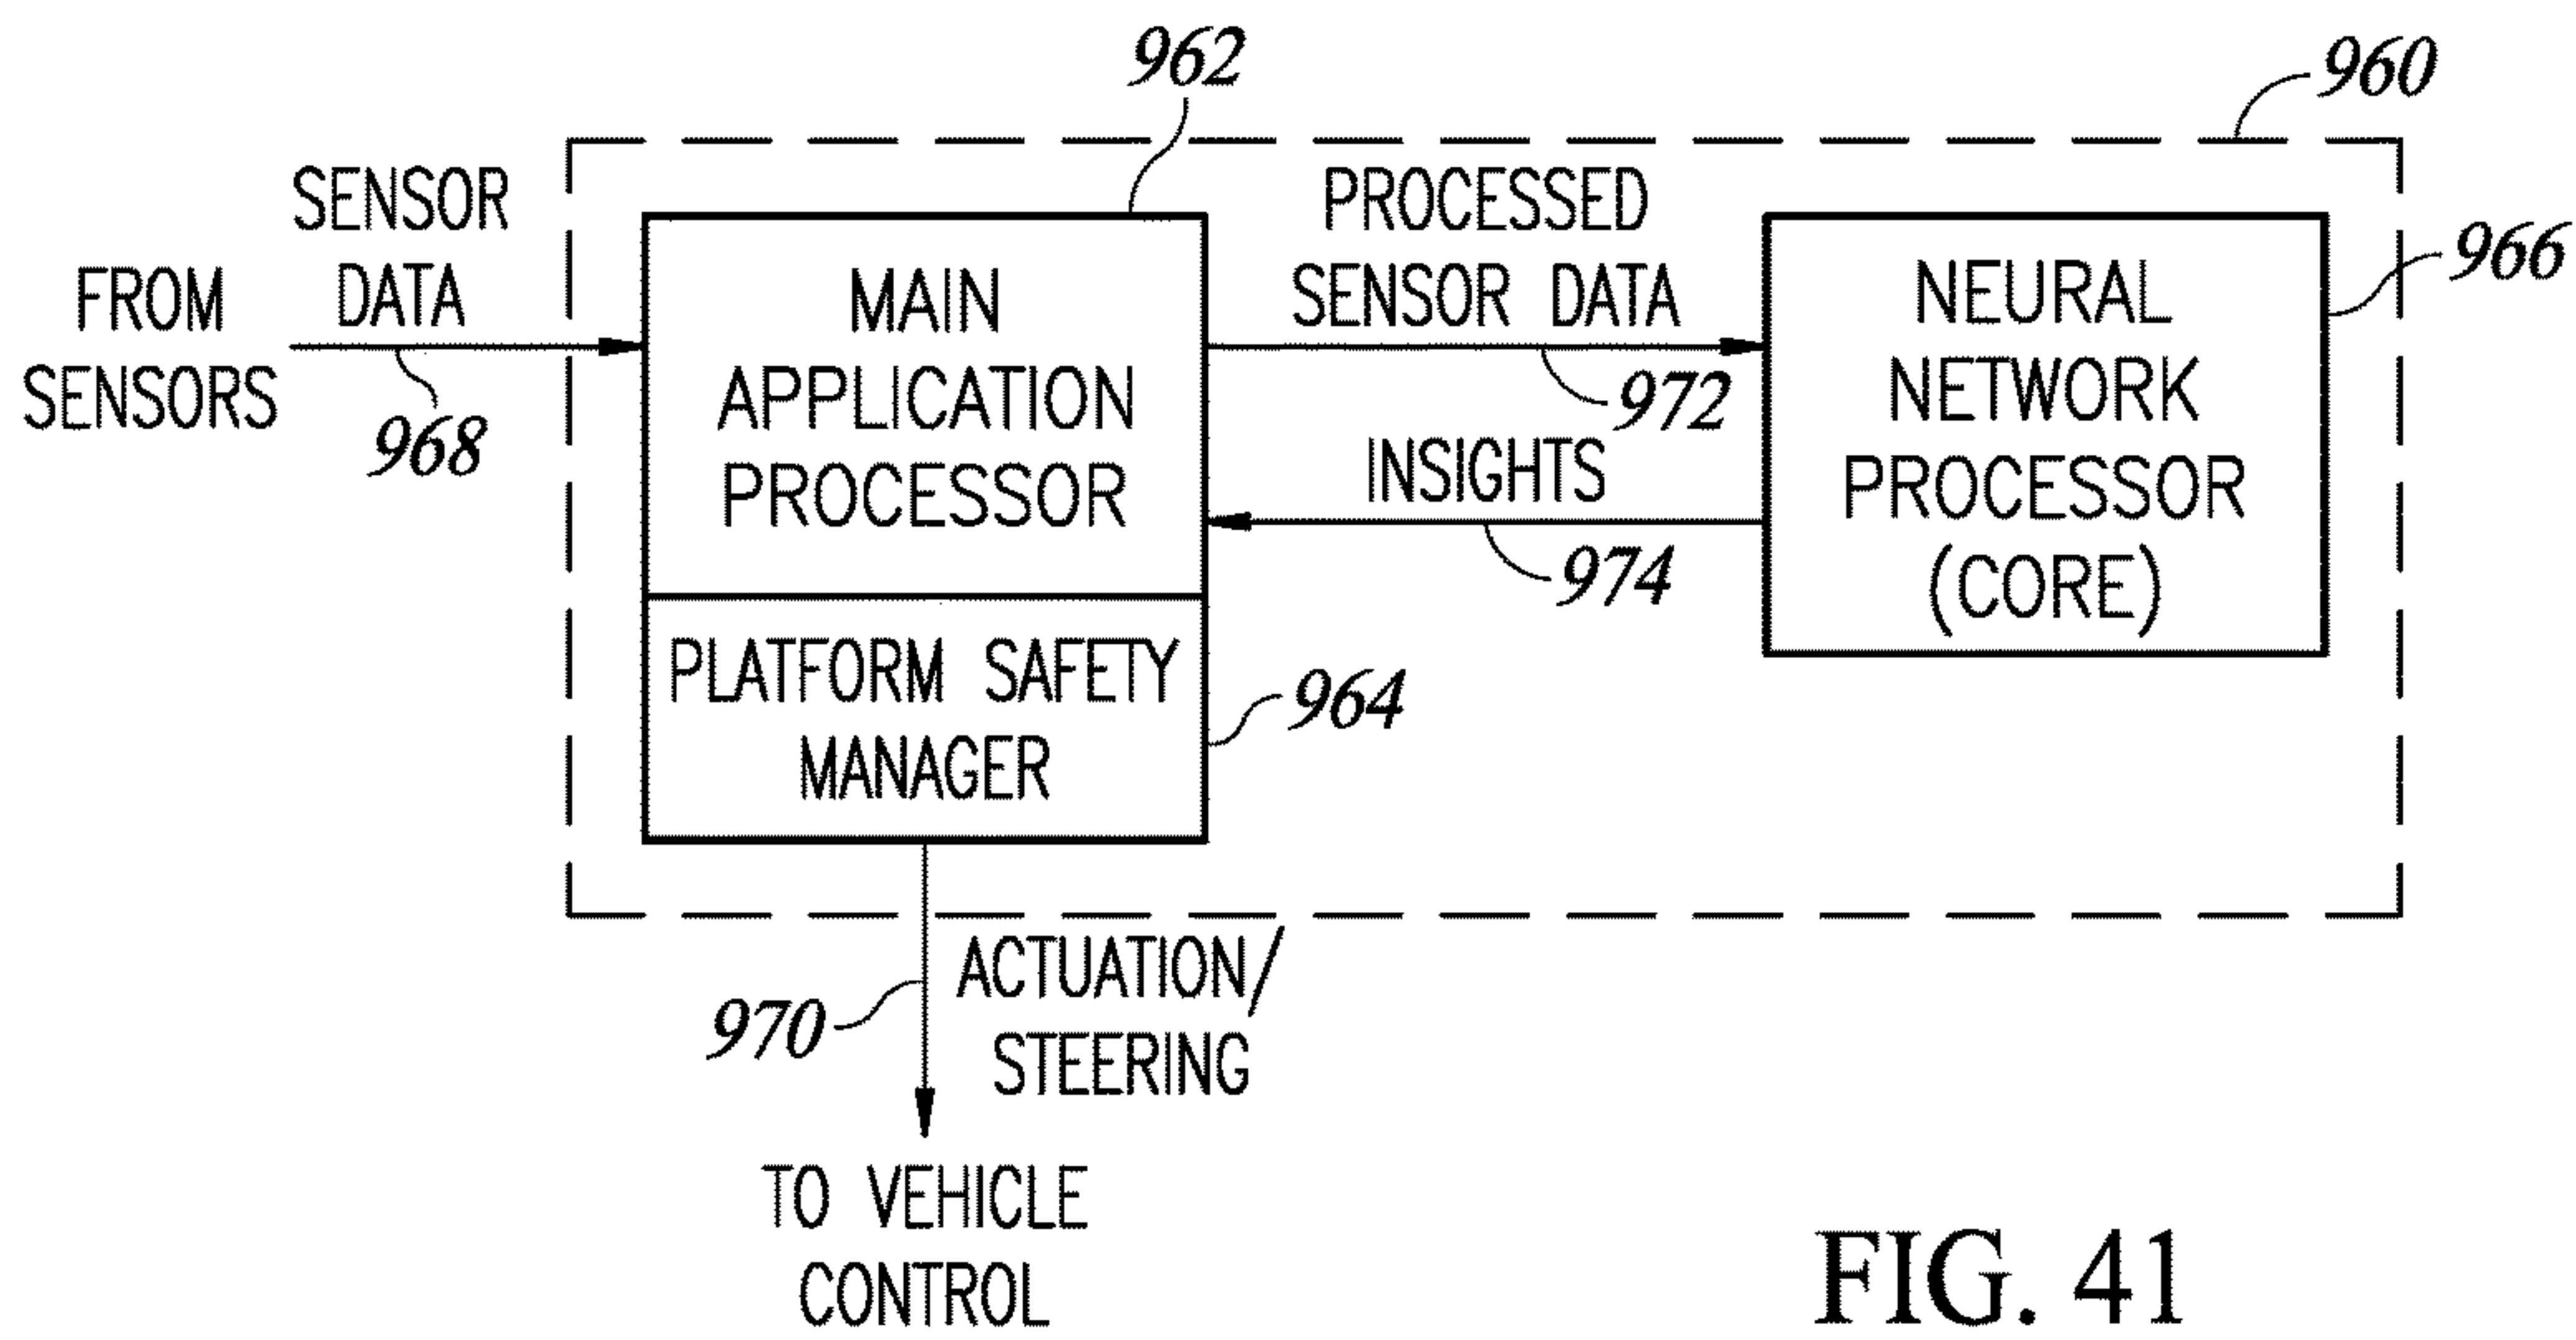 962
960
SENSOR
DATA
FROM
SENSORS
968
MAIN
APPLICATION
PROCESSOR
PROCESSED
SENSOR DATA
972
INSIGHTS
974
NEURAL
NETWORK
PROCESSOR
(CORE)
966
PLATFORM SAFETY
MANAGER
964
970
ACTUATION/
STEERING
TO VEHICLE
CONTROL
FIG. 41